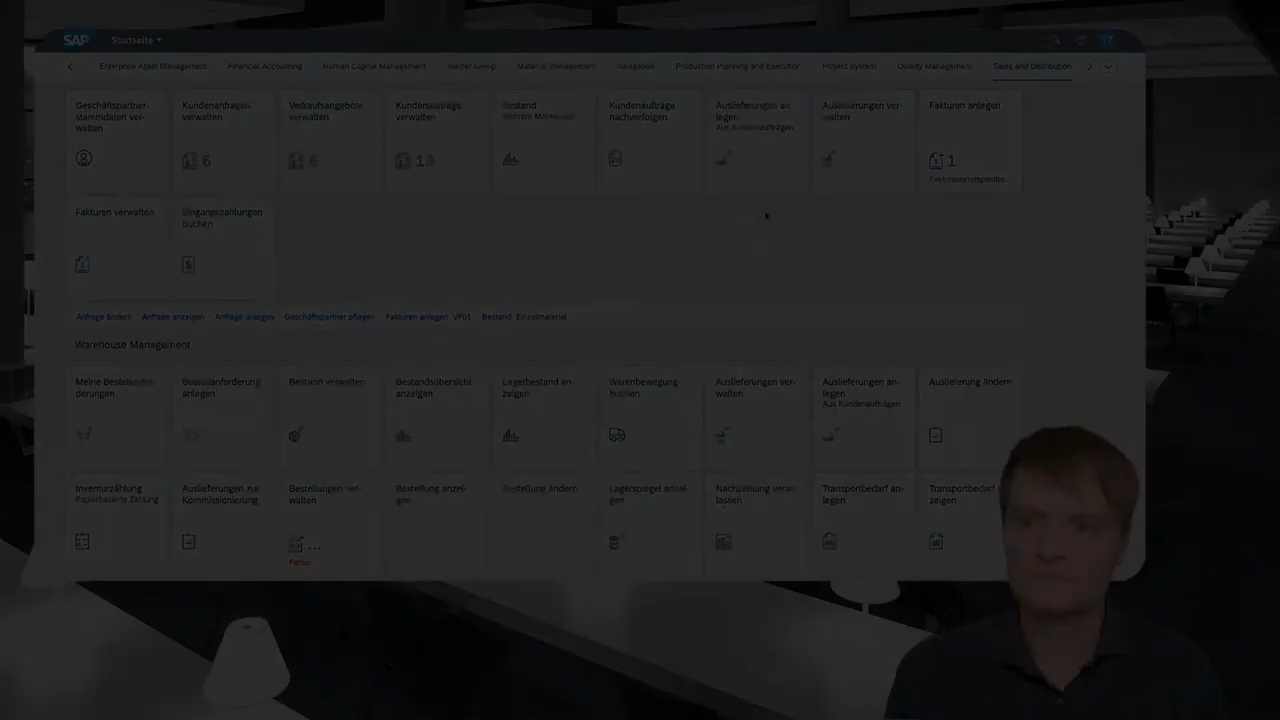 SAP Startseite
Enterprise Asset Management Financial Accounting Human Capital Management Master Group Material Management Navigation Production Planning and Execution Project System Quality Management Sales and Distribution
Geschäftspartner-
stammdaten ver-
walten
Kundenanfragen
verwalten
6
Verkaufsangebote
verwalten
6
Kundenaufträge
verwalten
13
Bestand
Mehrere Materialien
Kundenaufträge
nachverfolgen
Auslieferungen an
legen
Aus Kundenaufträgen
Auslieferungen ver-
walten
Fakturen anlegen
1
Fakturavorratspositio...
Fakturen verwalten
Eingangszahlungen
buchen
$
Anfrage ändern Anfrage anzeigen Anfrage anlegen Geschäftspartner pflegen Fakturen anlegen VF01 Bestand Einzelmaterial
Warehouse Management
Meine Bestellanfor-
derungen
Bestellanforderung
anlegen
Bestand verwalten
Bestandsübersicht
anzeigen
Lagerbestand an-
zeigen
Warenbewegung
buchen
Auslieferungen ver-
walten
Auslieferungen an-
legen
Aus Kundenaufträgen
Auslieferung ändern
Inventurzählung
Papierbasierte Zählung
Auslieferungen zur
Kommissionierung
Bestellungen ver-
walten
...
Fehler
Bestellung anzei-
gen
Bestellung ändern
Lagerspiegel anzei-
gen
Nachzählung veran
lassen
Transportbedarf an-
legen
Transportbedarf
zeigen